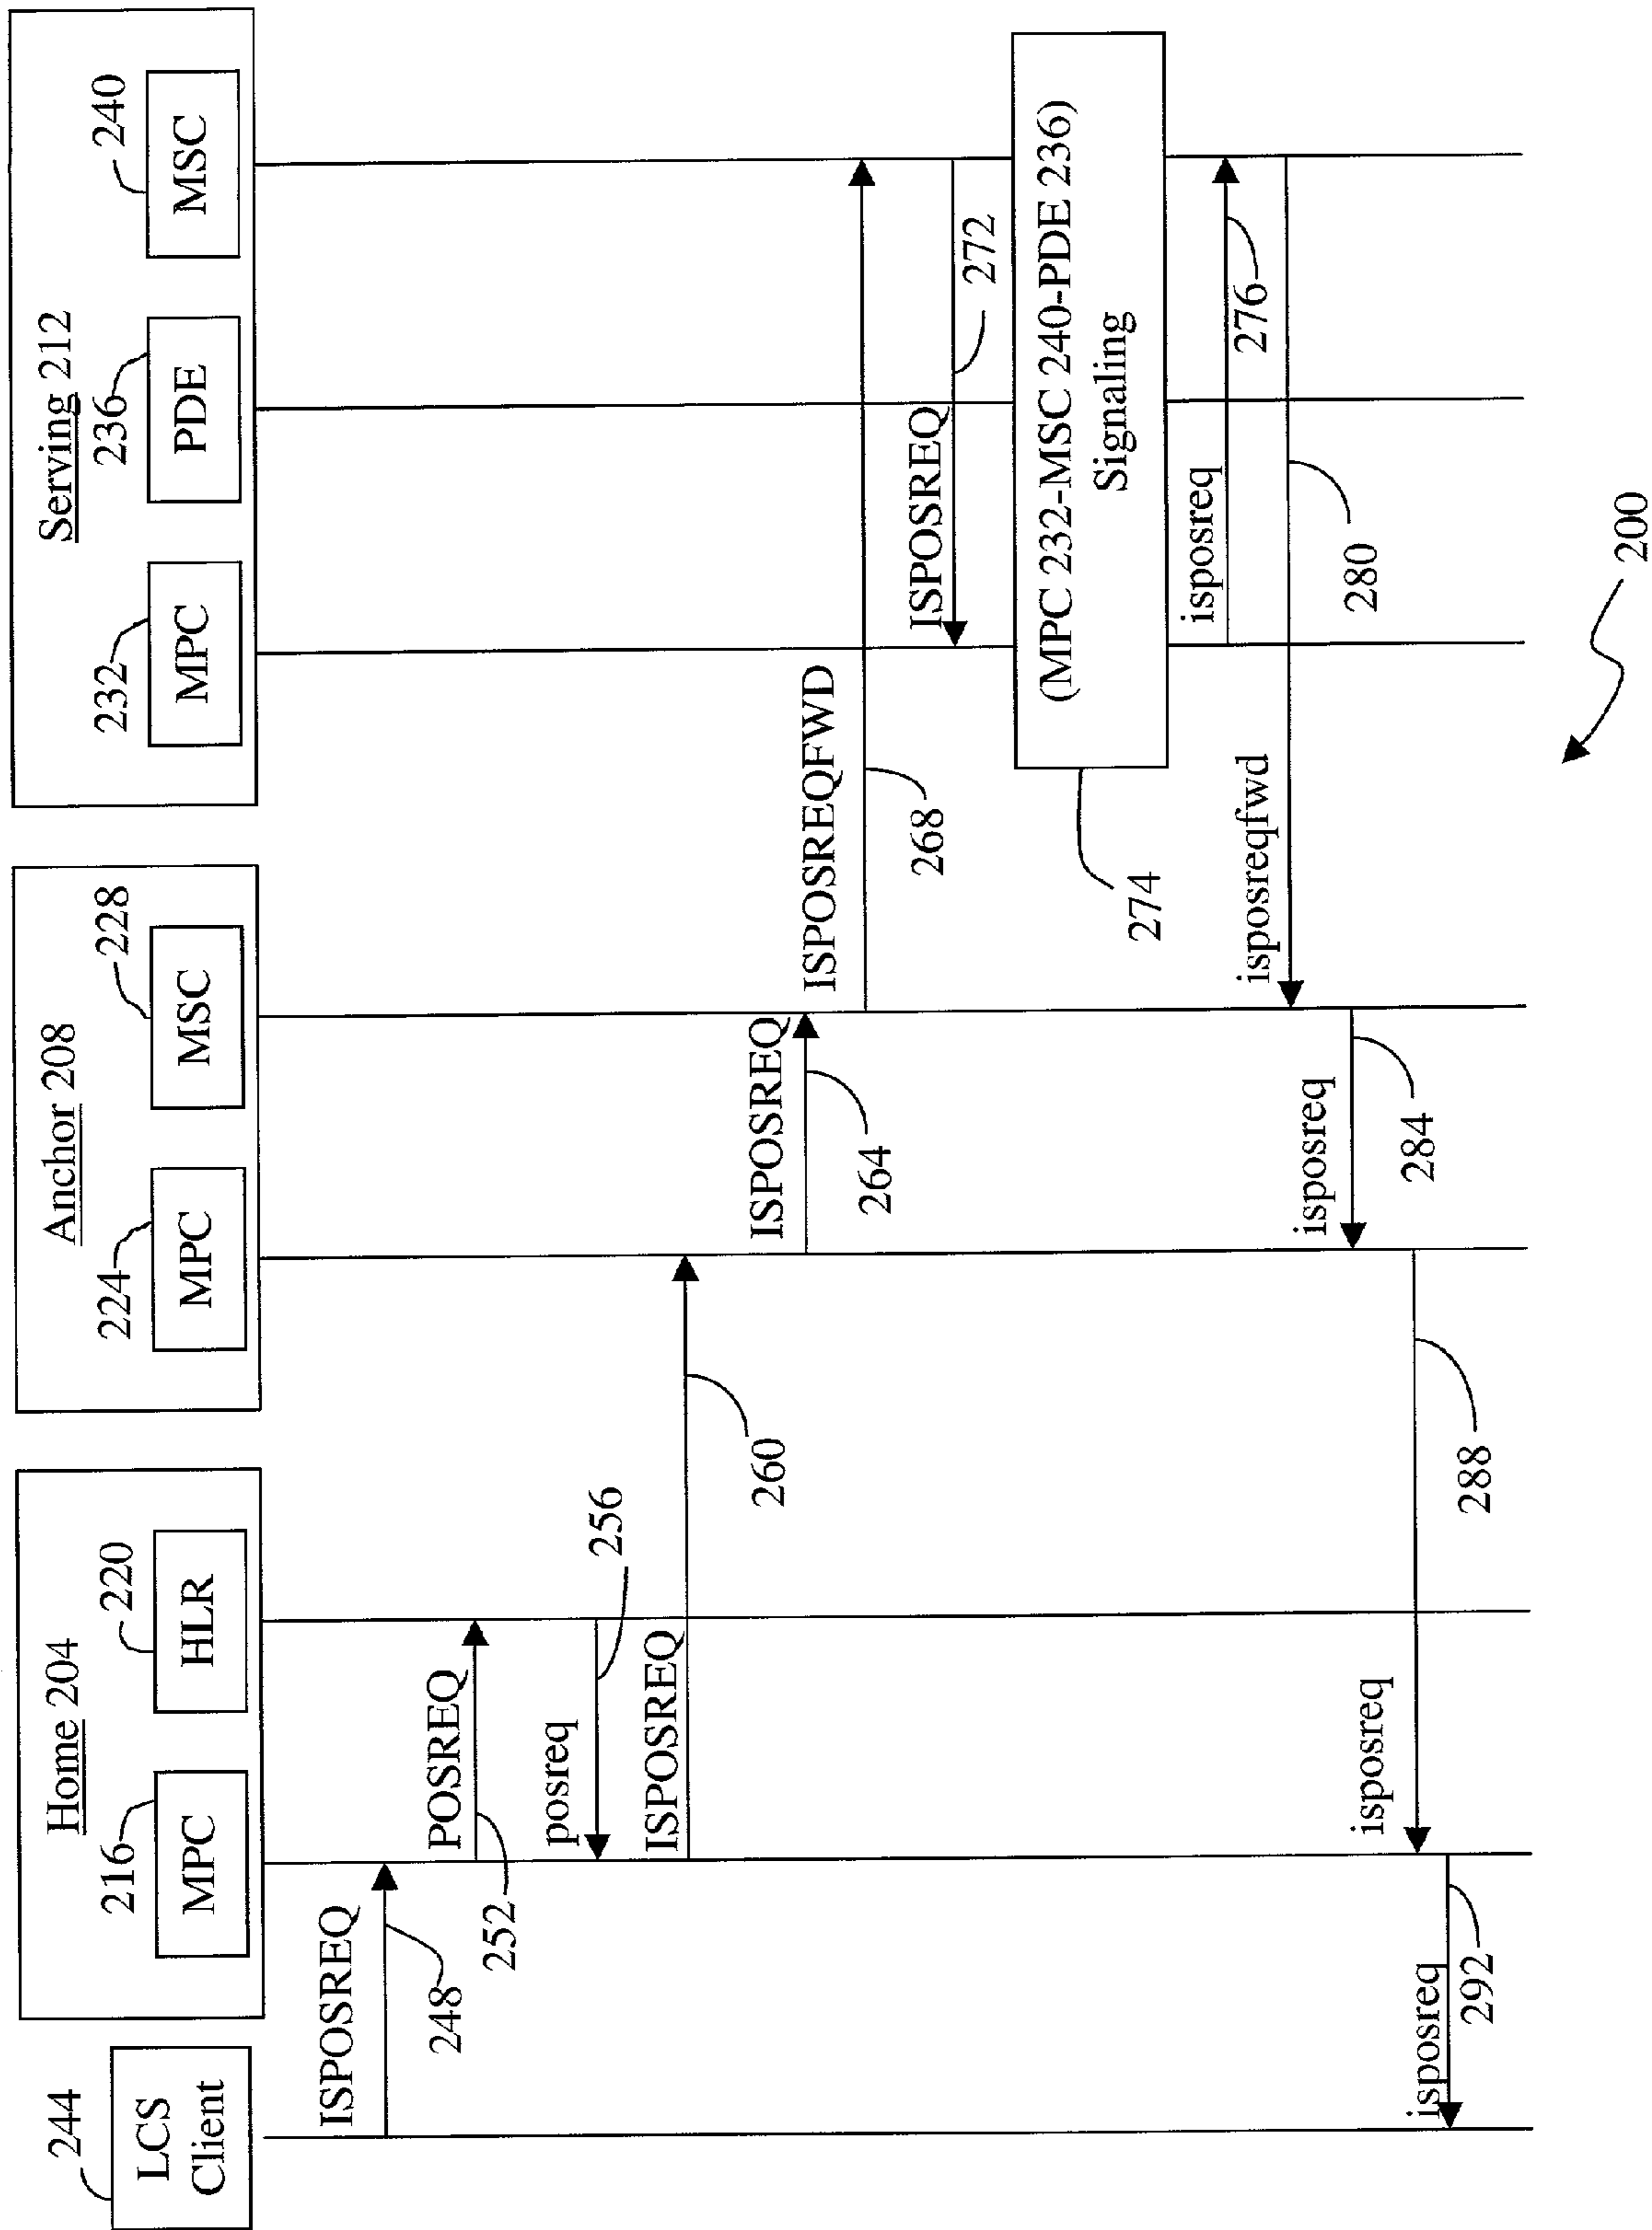 244
LCS
Client
Home 204
216
MPC
220
HLR
Anchor 208
224
MPC
228
MSC
Serving 212
232
MPC
236
PDE
240
MSC
ISPOSREQ
248
POSREQ
252
posreq
256
ISPOSREQ
260
ISPOSREQ
264
ISPOSREQFWD
268
ISPOSREQ
272
(MPC 232-MSC 240-PDE 236)
Signaling
274
isposreq
276
isposreqfwd
280
isposreq
284
isposreq
288
isposreq
292
200